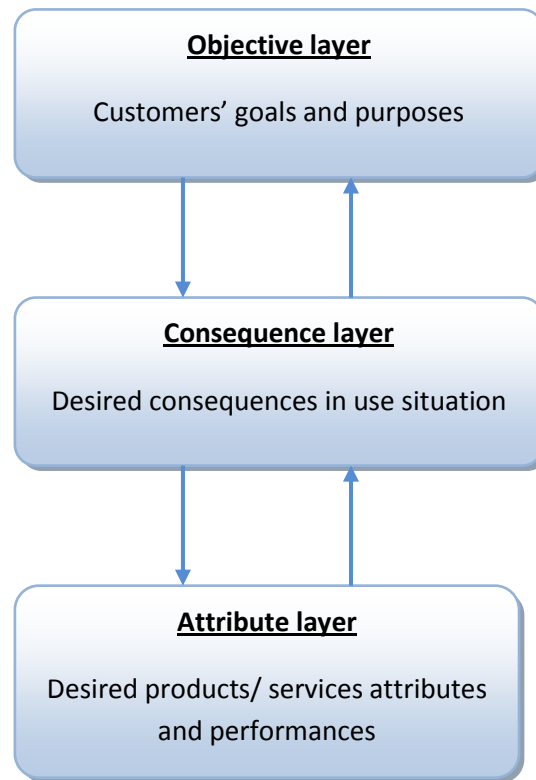 Objective layer
Customers’ goals and purposes
Consequence layer
Desired consequences in use situation
Attribute layer
Desired products/ services attributes
and performances